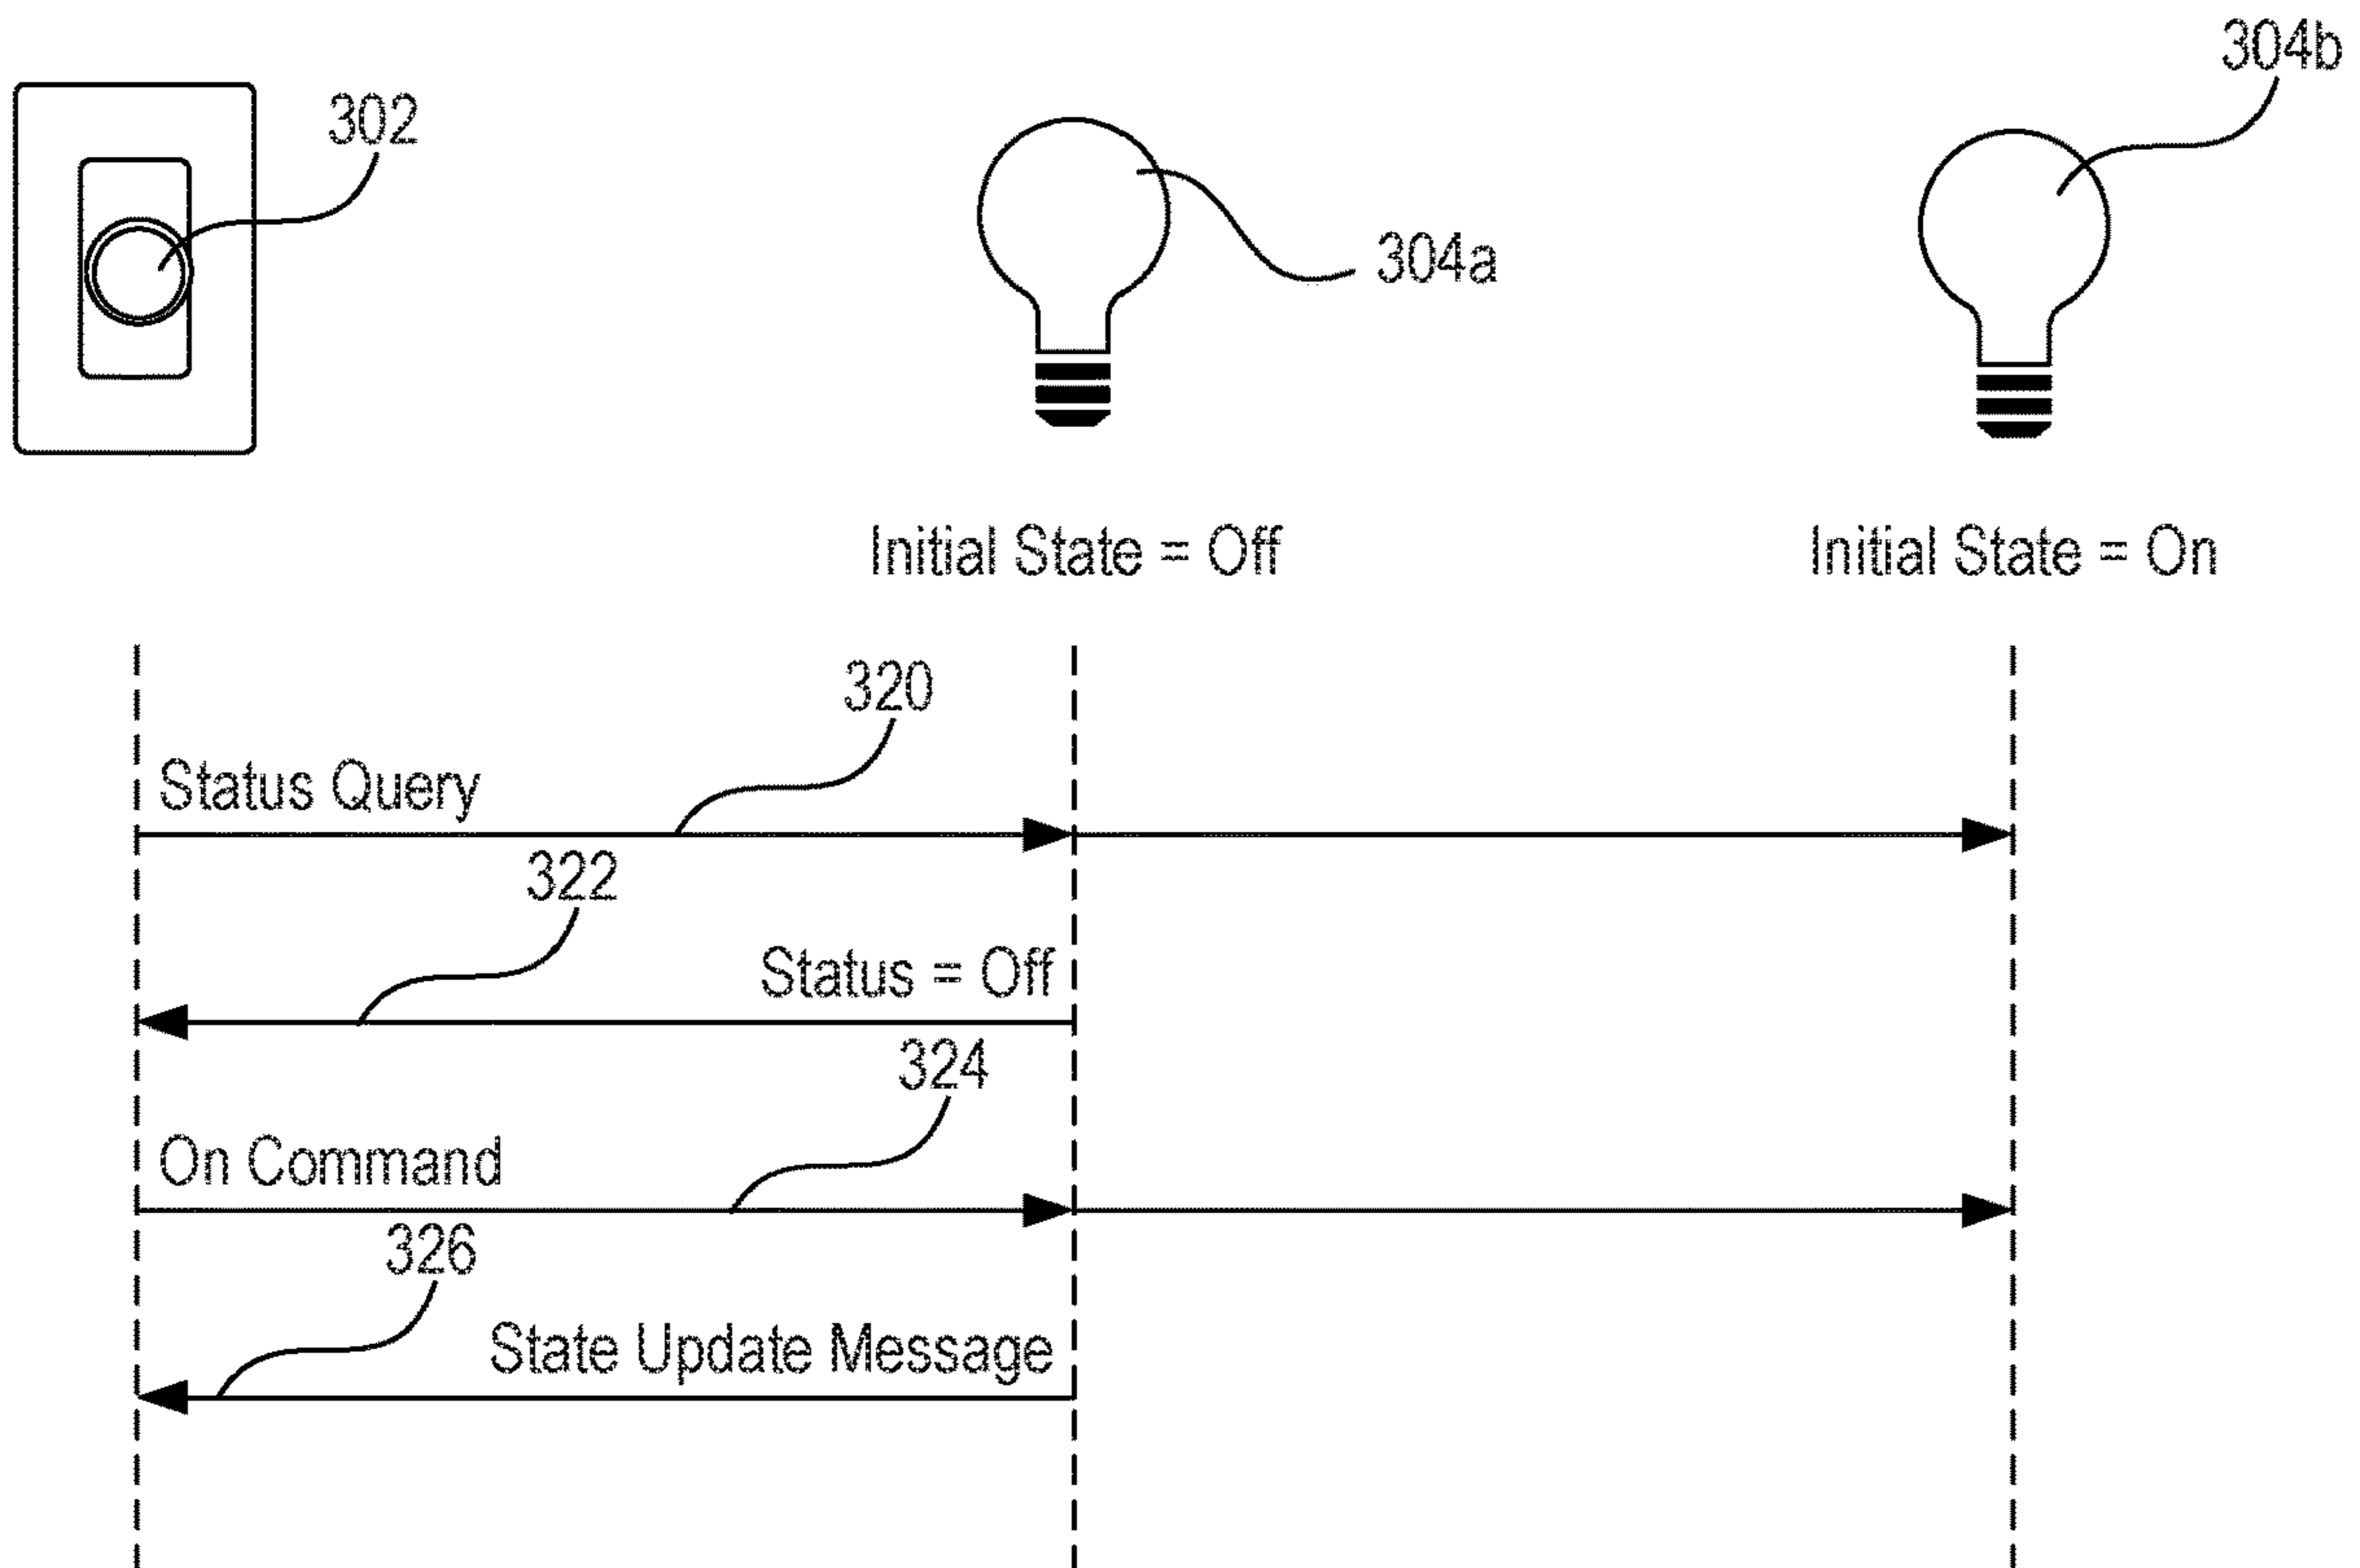 304b
302
304a
Initial State = Off
Initial State = On
320
Status Query
322
Status = Off
324
On Command
326
State Update Message